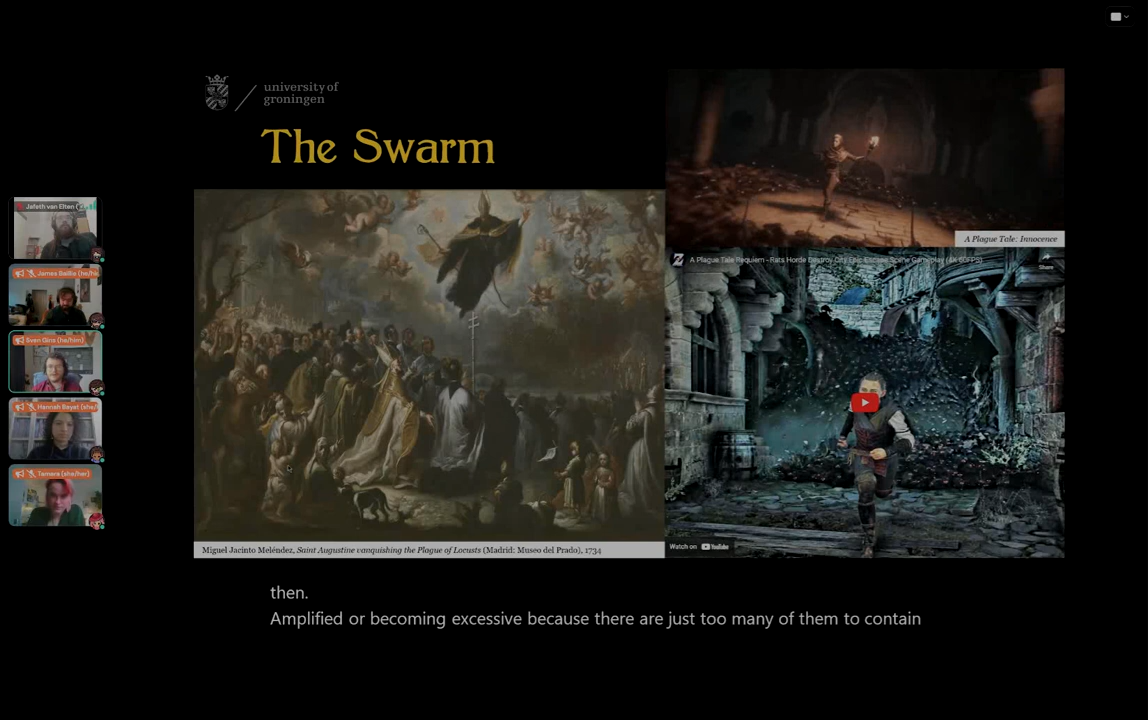 university of
groningen
The Swarm
Jafeth van Elten
James Baillie (he/hi
Sven Gins (he/him)
Hannah Bayat (she/
Tamara (she/her)
A Plague Tale: Innocence
A Plague Tale Requiem - Rats Horde Destroy City Epic Escape Scene Gameplay (4K 60FPS)
Share
Watch on YouTube
Miguel Jacinto Meléndez, Saint Augustine vanquishing the Plague of Locusts (Madrid: Museo del Prado), 1734
then.
Amplified or becoming excessive because there are just too many of them to contain